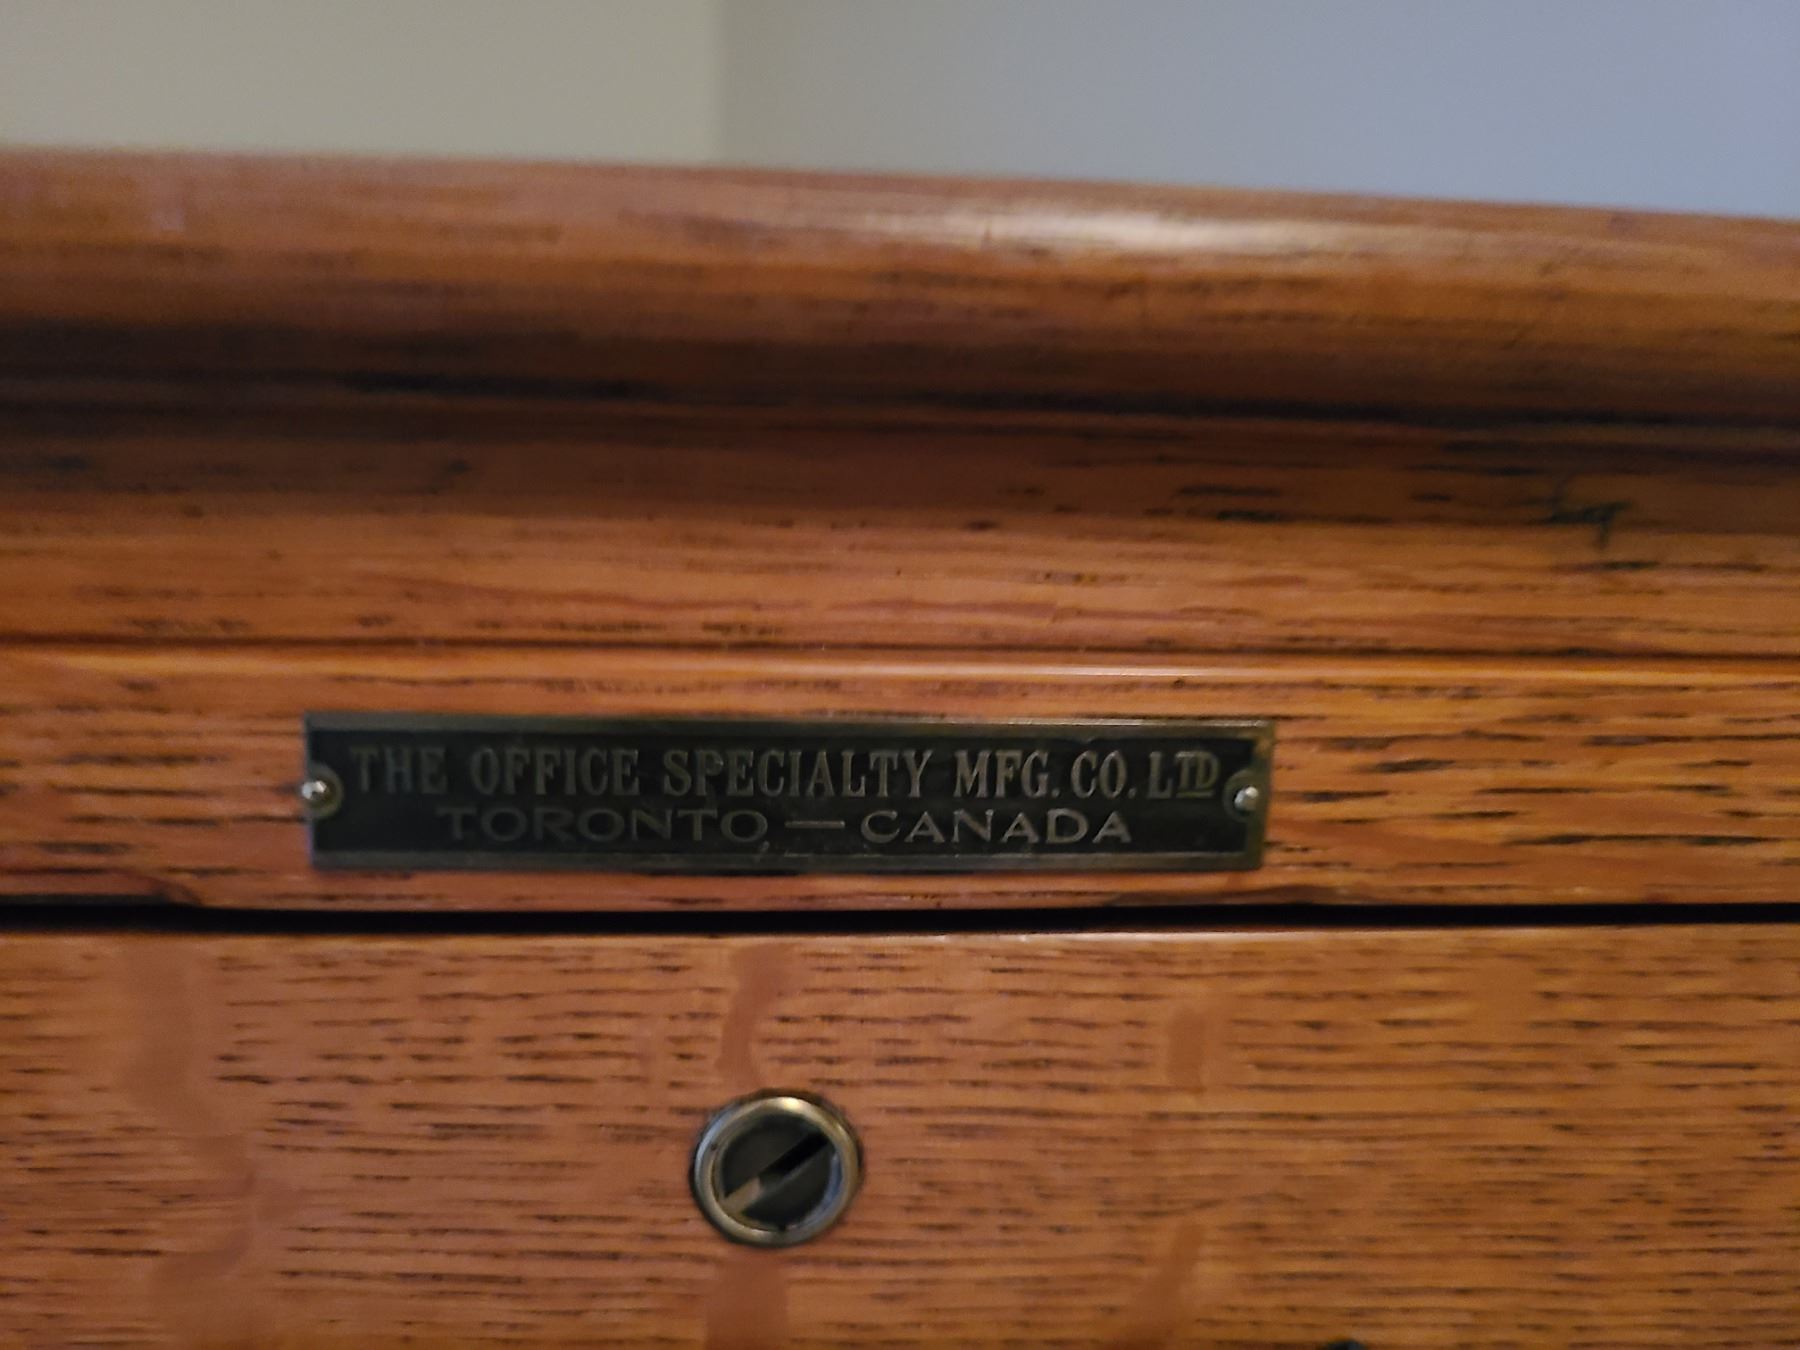 THE OFFICE SPECIALTY MFG. CO. LTD
TORONTO — CANADA